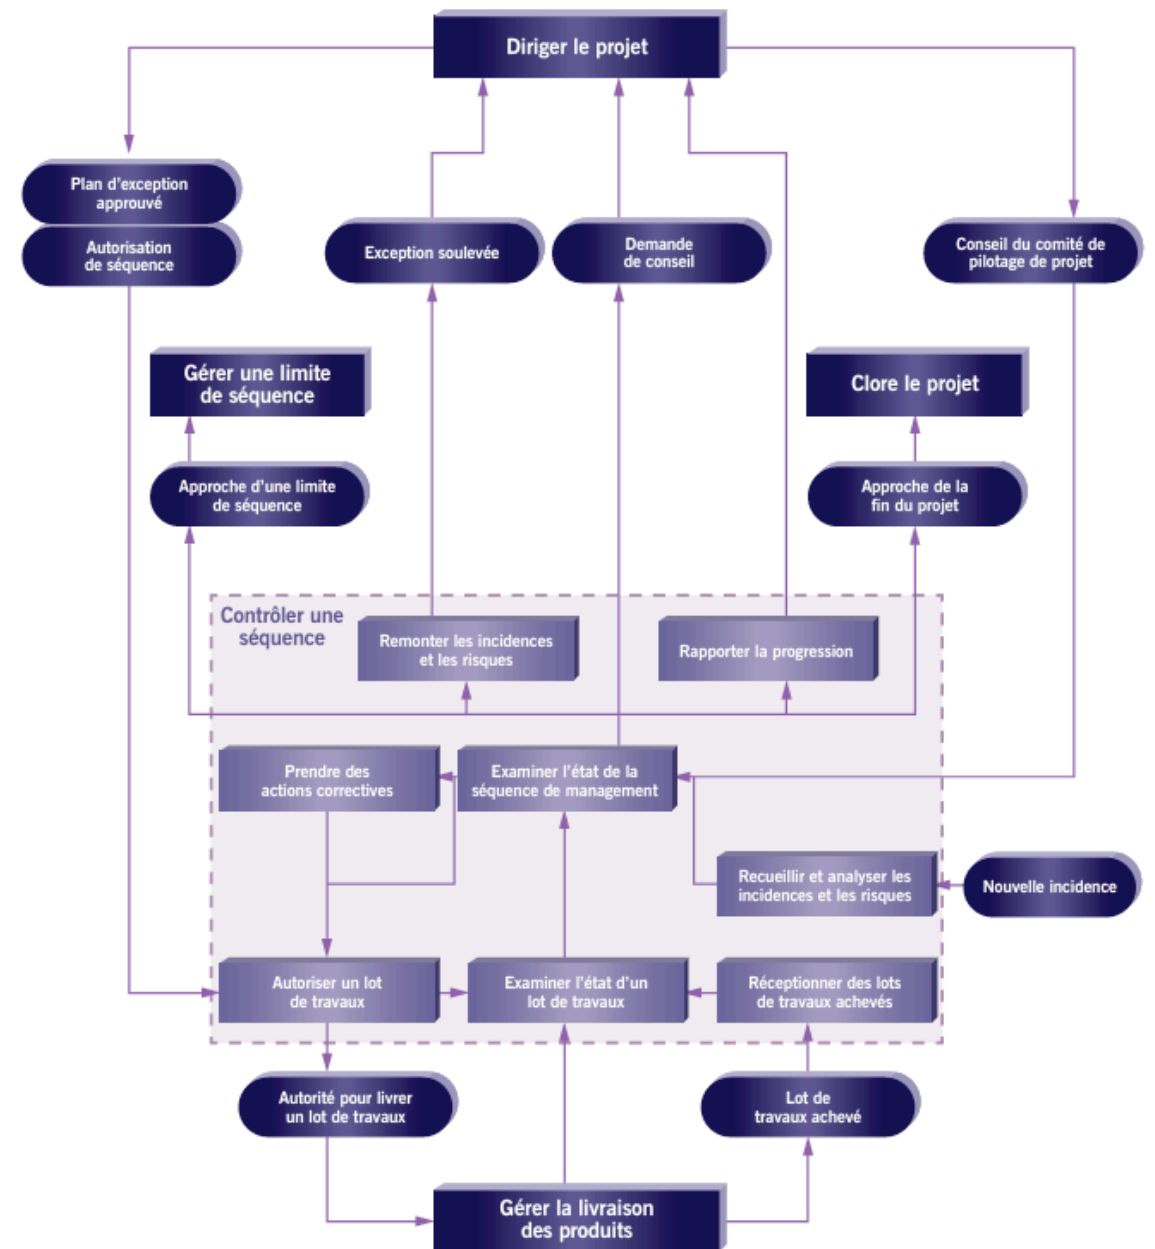 Diriger le projet
Plan d'exception
approuvé
Autorisation
de séquence
Exception soulevée
Demande
de conseil
Conseil du comité de
pilotage de projet
Gérer une limite
de séquence
Clore le projet
Approche d'une limite
de séquence
Approche de la
fin du projet
Contrôler une
séquence
Remonter les incidences
et les risques
Rapporter la progression
Prendre des
actions correctives
Examiner l'état de la
séquence de management
Recueillir et analyser les
incidences et les risques
Nouvelle incidence
Autoriser un lot
de travaux
Examiner l'état d'un
lot de travaux
Réceptionner des lots
de travaux achevés
Autorité pour livrer
un lot de travaux
Lot de
travaux achevé
Gérer la livraison
des produits